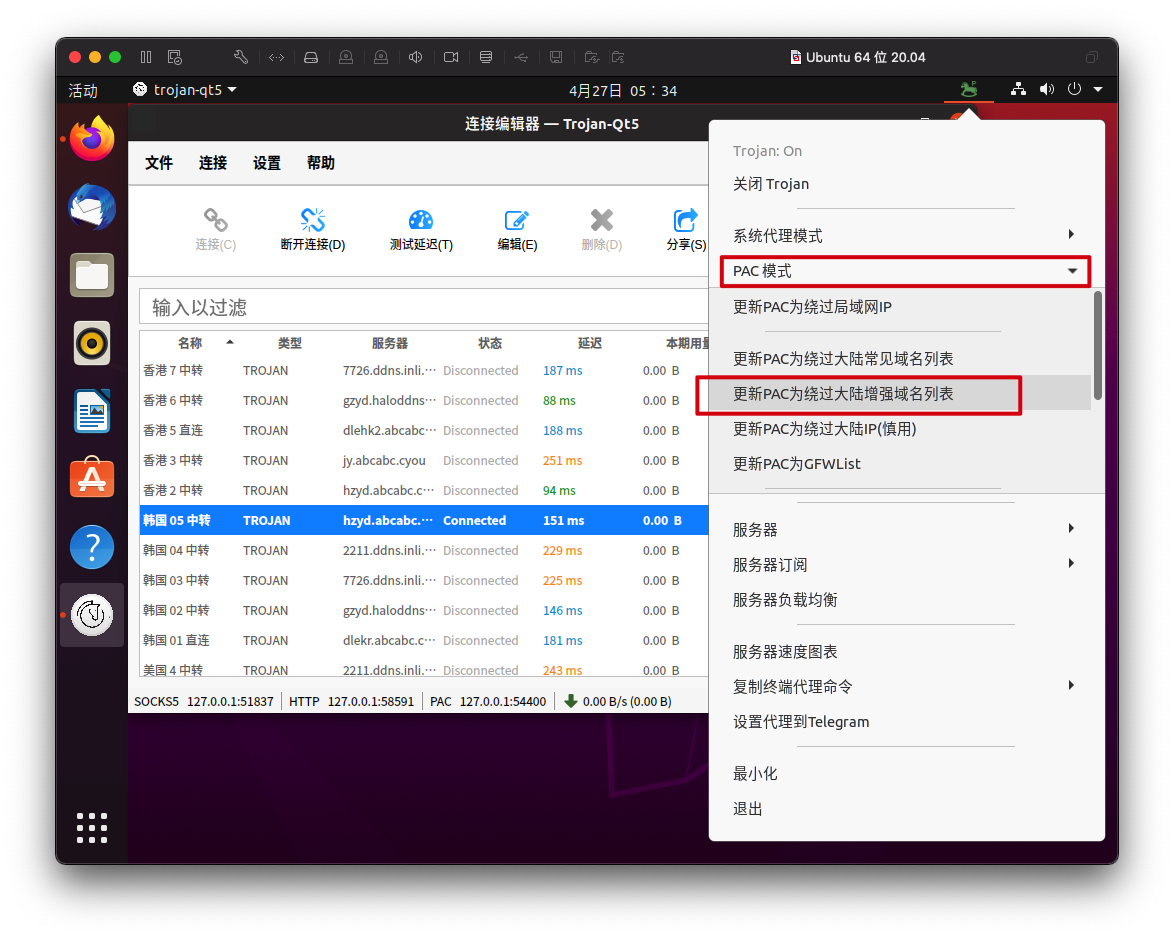 Ubuntu 64 位 20.04
活动
trojan-qt5
4月27日 05：34
连接编辑器 — Trojan-Qt5
文件 连接 设置 帮助
连接(C) 断开连接(D) 测试延迟(T) 编辑(E) 删除(D) 分享(S)
输入以过滤
名称 类型 服务器 状态 延迟 本期用量
香港 7 中转 TROJAN 7726.ddns.inli.⋯ Disconnected 187 ms 0.00 B
香港 6 中转 TROJAN gzyd.haloddns⋯ Disconnected 88 ms 0.00 B
香港 5 直连 TROJAN dlehk2.abcabc⋯ Disconnected 188 ms 0.00 B
香港 3 中转 TROJAN jy.abcabc.cyou Disconnected 251 ms 0.00 B
香港 2 中转 TROJAN hzyd.abcabc.c⋯ Disconnected 94 ms 0.00 B
韩国 05 中转 TROJAN hzyd.abcabc.⋯ Connected 151 ms 0.00 B
韩国 04 中转 TROJAN 2211.ddns.inli.⋯ Disconnected 229 ms 0.00 B
韩国 03 中转 TROJAN 7726.ddns.inli.⋯ Disconnected 225 ms 0.00 B
韩国 02 中转 TROJAN gzyd.haloddns⋯ Disconnected 146 ms 0.00 B
韩国 01 直连 TROJAN dlekr.abcabc.c⋯ Disconnected 181 ms 0.00 B
美国 4 中转 TROJAN 2211.ddns.inli.⋯ Disconnected 243 ms 0.00 B
SOCKS5 127.0.0.1:51837 HTTP 127.0.0.1:58591 PAC 127.0.0.1:54400 0.00 B/s (0.00 B)
Trojan: On
关闭 Trojan
系统代理模式
PAC 模式
更新PAC为绕过局域网IP
更新PAC为绕过大陆常见域名列表
更新PAC为绕过大陆增强域名列表
更新PAC为绕过大陆IP(慎用)
更新PAC为GFWList
服务器
服务器订阅
服务器负载均衡
服务器速度图表
复制终端代理命令
设置代理到Telegram
最小化
退出